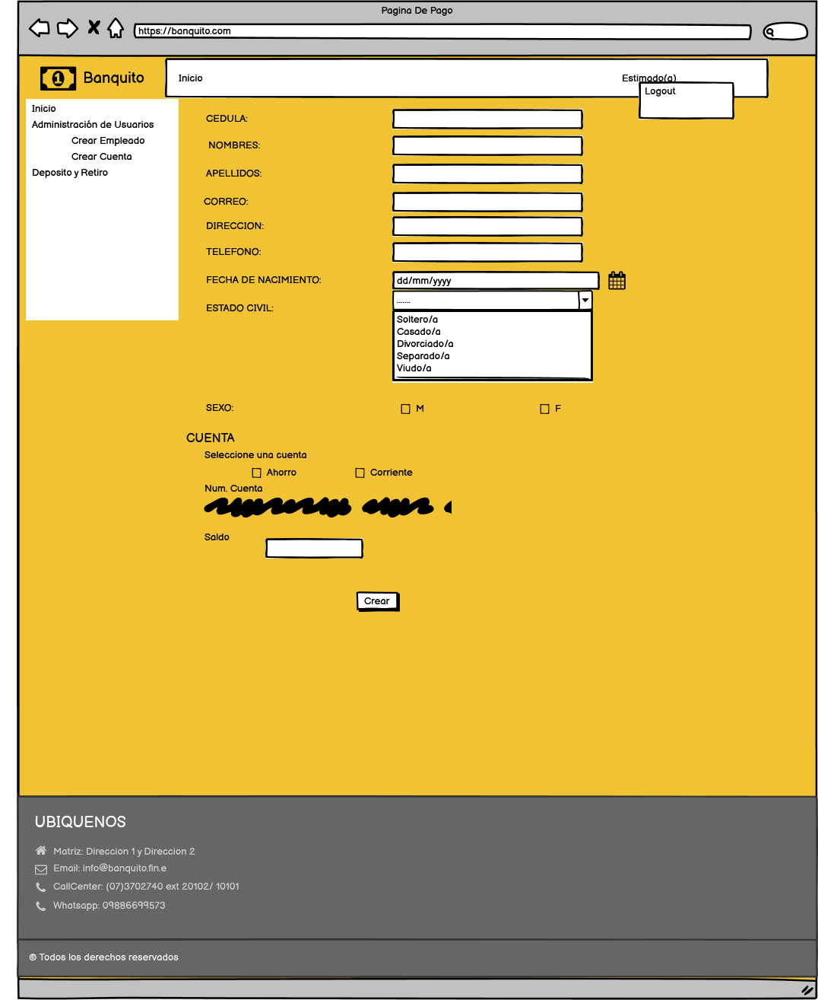 Pagina De Pago
https://banquito.com
1 Banquito
Inicio
Estimado(a)
Logout
Inicio
Administración de Usuarios
Crear Empleado
Crear Cuenta
Deposito y Retiro
CEDULA:
NOMBRES:
APELLIDOS:
CORREO:
DIRECCION:
TELEFONO:
FECHA DE NACIMIENTO: dd/mm/yyyy
ESTADO CIVIL: .......
Soltero/a
Casado/a
Divorciado/a
Separado/a
Viudo/a
SEXO: M F
CUENTA
Seleccione una cuenta
Ahorro Corriente
Num. Cuenta
Saldo
Crear
UBIQUENOS
Matriz: Direccion 1 y Direccion 2
Email: info@banquito.fin.e
CallCenter: (07)3702740 ext 20102/ 10101
Whatsapp: 09886699573
© Todos los derechos reservados